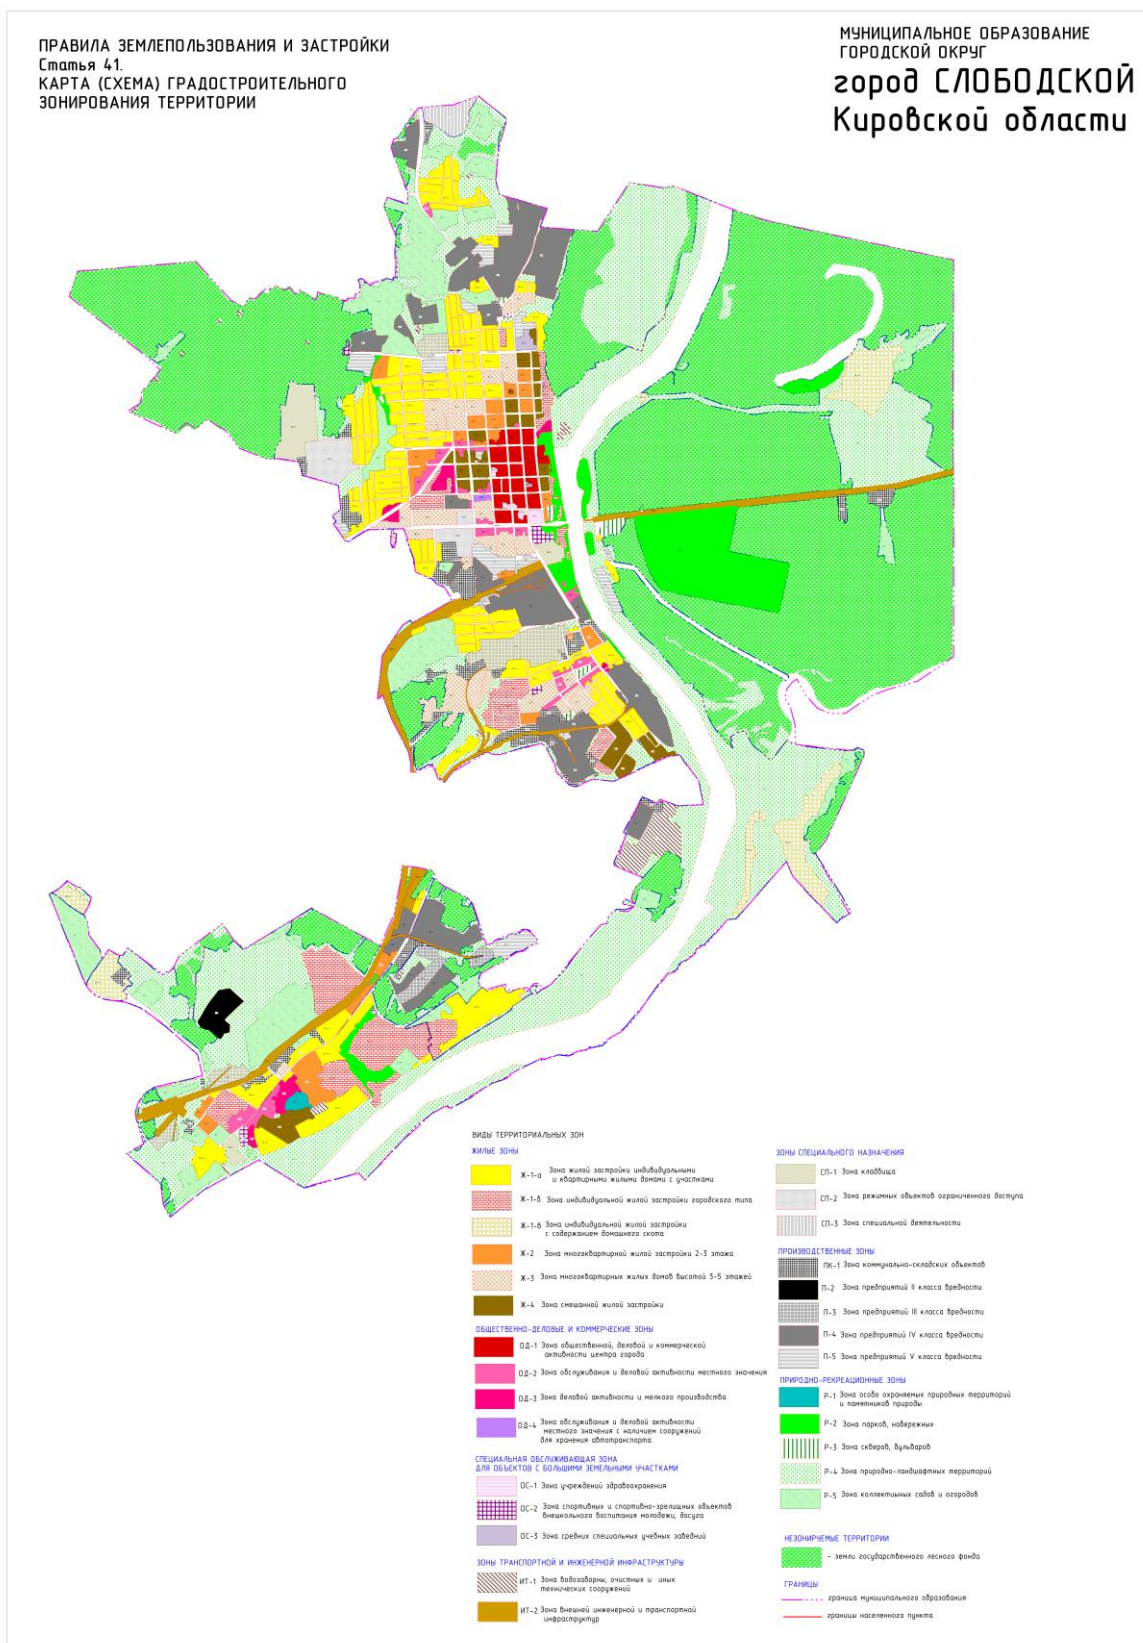 ПРАВИЛА ЗЕМЛЕПОЛЬЗОВАНИЯ И ЗАСТРОЙКИ
Статья 41.
КАРТА (СХЕМА) ГРАДОСТРОИТЕЛЬНОГО
ЗОНИРОВАНИЯ ТЕРРИТОРИИ
МУНИЦИПАЛЬНОЕ ОБРАЗОВАНИЕ
ГОРОДСКОЙ ОКРУГ
город СЛОБОДСКОЙ
Кировской области
ВИДЫ ТЕРРИТОРИАЛЬНЫХ ЗОН
ЖИЛЫЕ ЗОНЫ
Ж-1-а Зона жилой застройки индивидуальными
и квартирными жилыми домами с участками
Ж-1-б Зона индивидуальной жилой застройки городского типа
Ж-1-в Зона индивидуальной жилой застройки
с содержанием домашнего скота
Ж-2 Зона многоквартирной жилой застройки 2-3 этажа
Ж-3 Зона многоквартирных жилых домов высотой 3-5 этажей
Ж-4 Зона смешанной жилой застройки
ОБЩЕСТВЕННО-ДЕЛОВЫЕ И КОММЕРЧЕСКИЕ ЗОНЫ
ОД-1 Зона общественной, деловой и коммерческой
активности центра города
ОД-2 Зона обслуживания и деловой активности местного значения
ОД-3 Зона деловой активности и мелкого производства
ОД-4 Зона обслуживания и деловой активности
местного значения с наличием сооружений
для хранения автотранспорта
СПЕЦИАЛЬНАЯ ОБСЛУЖИВАЮЩАЯ ЗОНА
ДЛЯ ОБЪЕКТОВ С БОЛЬШИМИ ЗЕМЕЛЬНЫМИ УЧАСТКАМИ
ОС-1 Зона учреждений здравоохранения
ОС-2 Зона спортивных и спортивно-зрелищных объектов
внешкольного воспитания молодежи, досуга
ОС-3 Зона средних специальных учебных заведний
ЗОНЫ ТРАНСПОРТНОЙ И ИНЖЕНЕРНОЙ ИНФРАСТРУКТУРЫ
ИТ-1 Зона водозаборны, очистных и иных
технических сооружений
ИТ-2 Зона внешней инженерной и транспортной
инфраструктур
ЗОНЫ СПЕЦИАЛЬНОГО НАЗНАЧЕНИЯ
СП-1 Зона кладбища
СП-2 Зона режимных объектов ограниченного доступа
СП-3 Зона специальной деятельности
ПРОИЗВОДСТВЕННЫЕ ЗОНЫ
ПК-1 Зона коммунально-складских объектов
П-2 Зона предприятий II класса вредности
П-3 Зона предприятий III класса вредности
П-4 Зона предприятий IV класса вредности
П-5 Зона предприятий V класса вредности
ПРИРОДНО-РЕКРЕАЦИОННЫЕ ЗОНЫ
Р-1 Зона особо охраняемых природных территорий
и памятников природы
Р-2 Зона парков, набережных
Р-3 Зона скверов, бульваров
Р-4 Зона природно-ландшафтных территорий
Р-5 Зона коллективных садов и огородов
НЕЗОНИРУЕМЫЕ ТЕРРИТОРИИ
- земли государственного лесного фонда
ГРАНИЦЫ
граница муниципального образования
границы населенного пункта